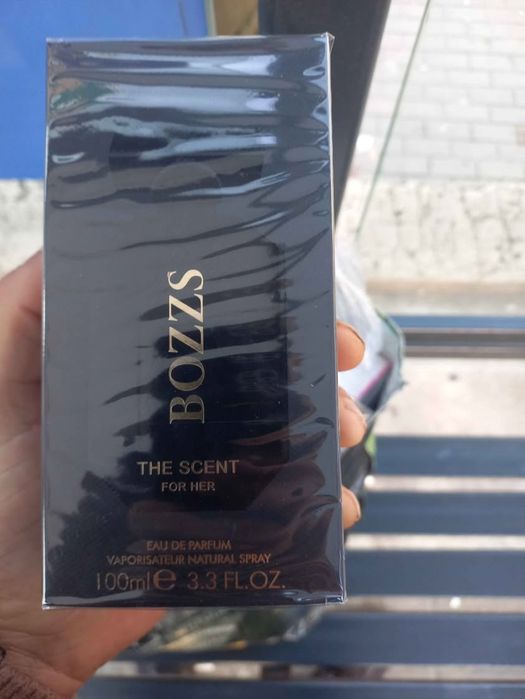 BOZZS
THE SCENT
FOR HER
EAU DE PARFUM
VAPORISATEUR NATURAL SPRAY
100ml e 3.3 FL.OZ.